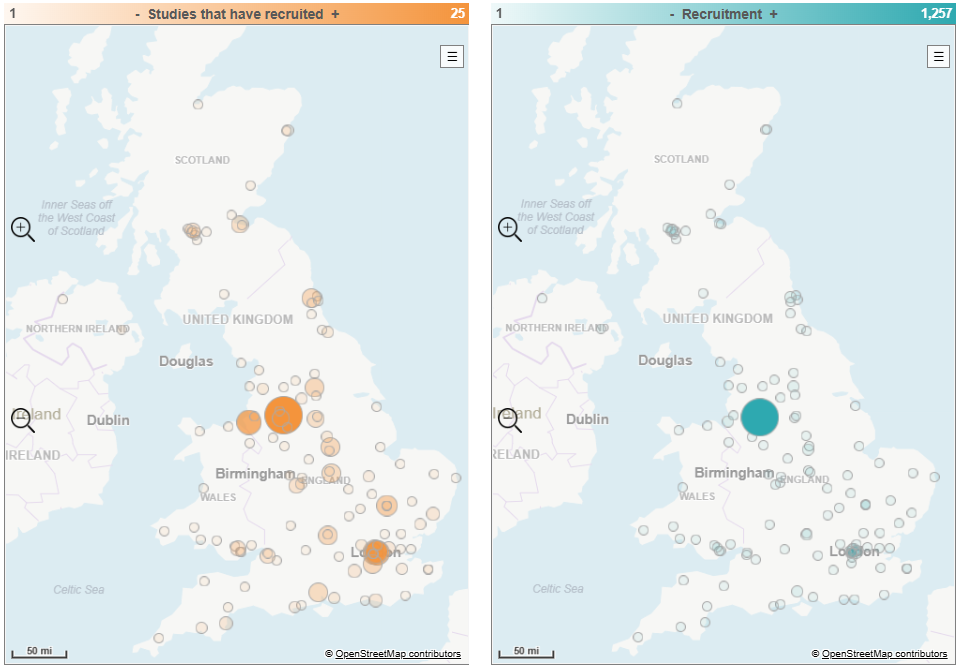 1 - Studies that have recruited + 25
☰
SCOTLAND
Inner Seas off
the West Coast
of Scotland
NORTHERN IRELAND
UNITED KINGDOM
Douglas
Ireland
Dublin
IRELAND
Birmingham
ENGLAND
WALES
London
Celtic Sea
50 mi
© OpenStreetMap contributors
1 - Recruitment + 1,257
☰
SCOTLAND
Inner Seas off
the West Coast
of Scotland
NORTHERN IRELAND
UNITED KINGDOM
Douglas
Ireland
Dublin
RELAND
Birmingham
ENGLAND
WALES
London
Celtic Sea
50 mi
© OpenStreetMap contributors